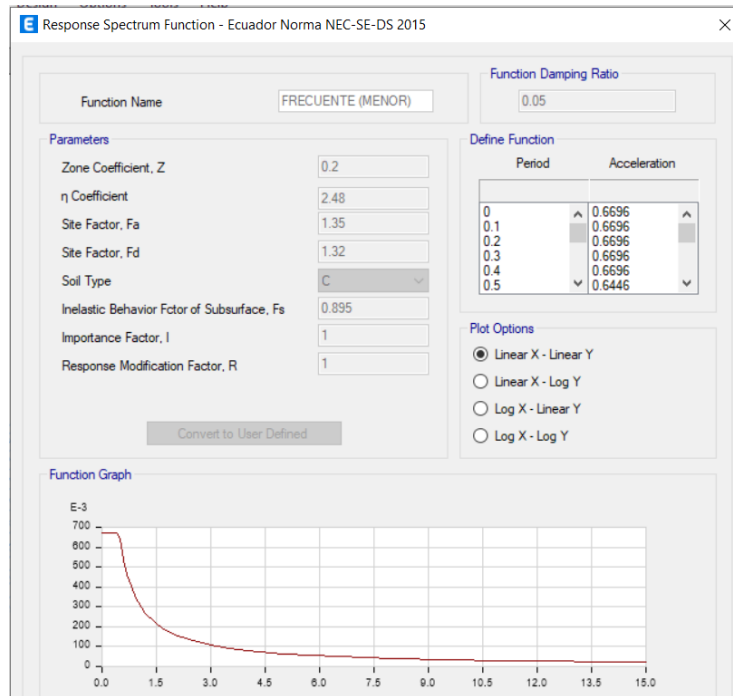 Response Spectrum Function - Ecuador Norma NEC-SE-DS 2015
Function Name
FRECUENTE (MENOR)
Function Damping Ratio
0.05
Parameters
Zone Coefficient, Z
0.2
η Coefficient
2.48
Site Factor, Fa
1.35
Site Factor, Fd
1.32
Soil Type
C
Inelastic Behavior Fctor of Subsurface, Fs
0.895
Importance Factor, I
1
Response Modification Factor, R
1
Convert to User Defined
Define Function
Period Acceleration
0 0.6696
0.1 0.6696
0.2 0.6696
0.3 0.6696
0.4 0.6696
0.5 0.6446
Plot Options
Linear X - Linear Y
Linear X - Log Y
Log X - Linear Y
Log X - Log Y
Function Graph
E-3
700
600
500
400
300
200
100
0
0.0 1.5 3.0 4.5 6.0 7.5 9.0 10.5 12.0 13.5 15.0